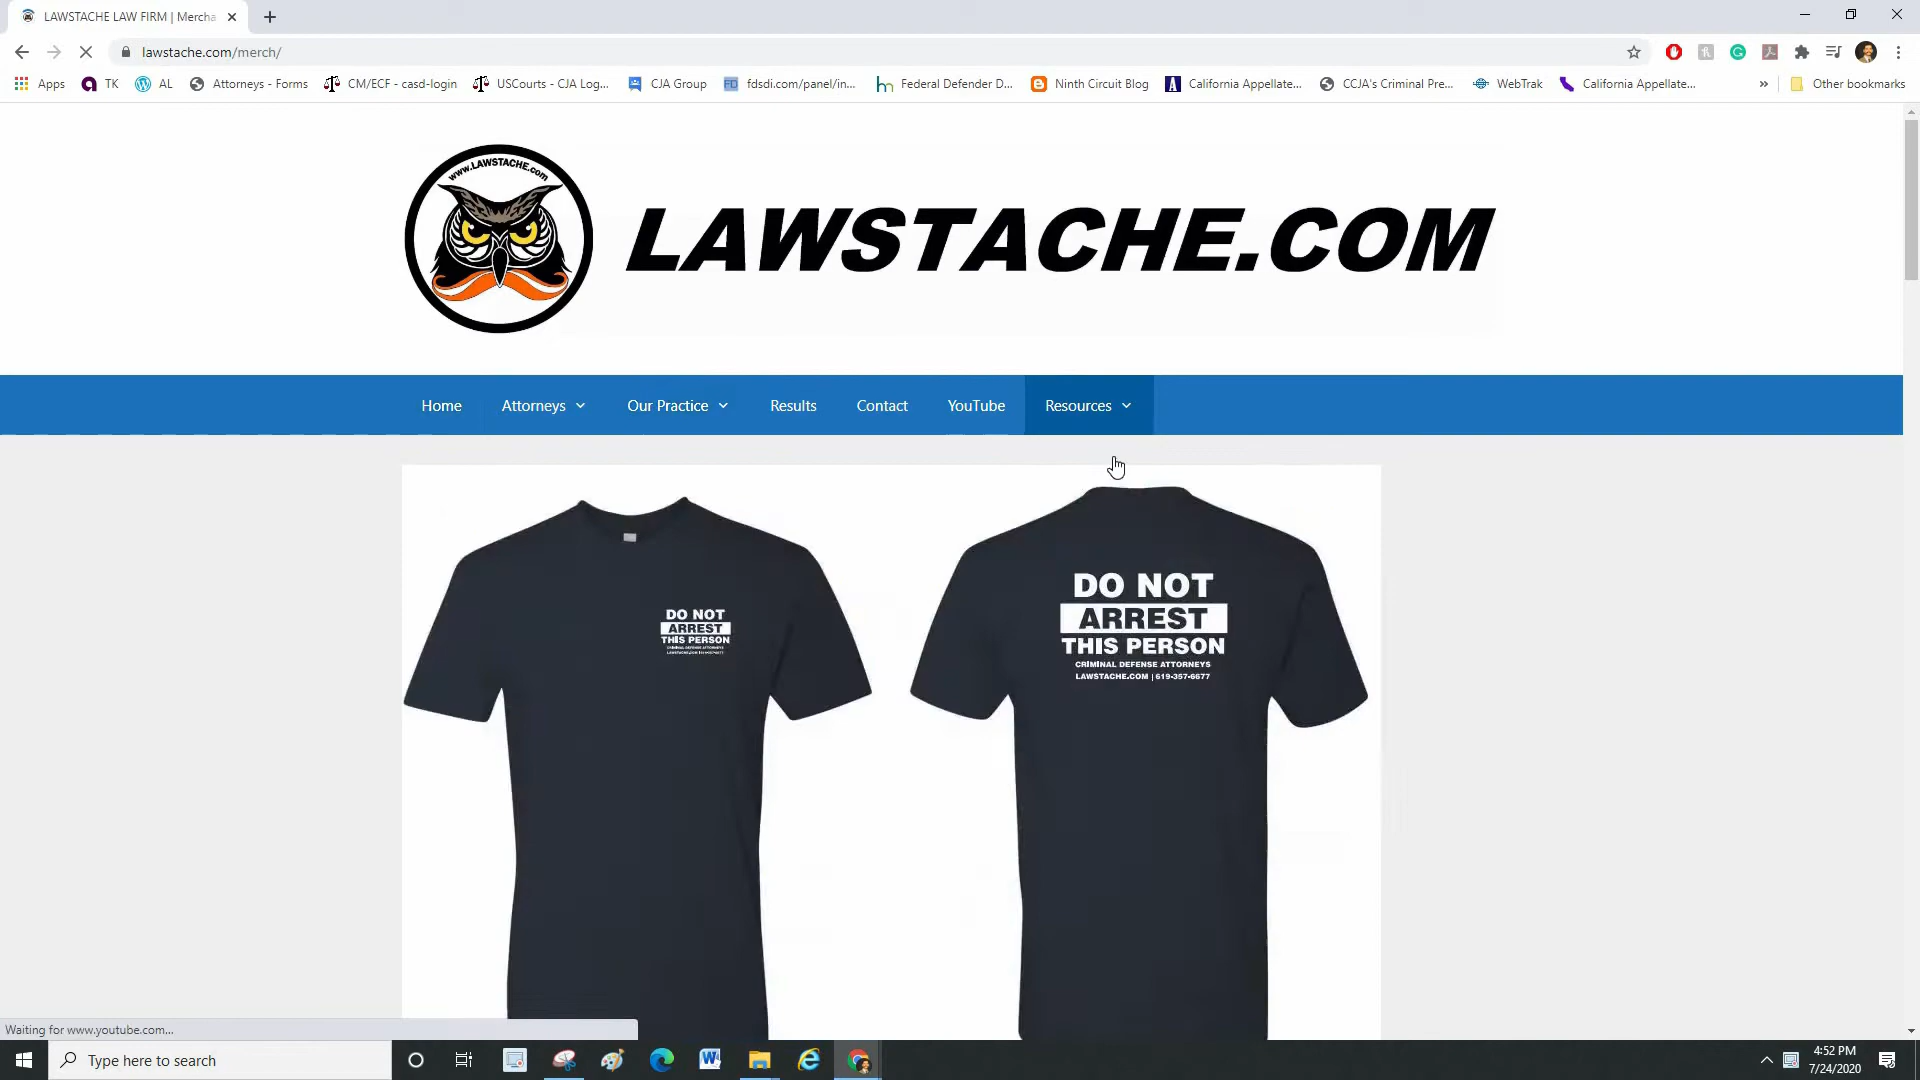 LAWSTACHE LAW FIRM | Mercha
lawstache.com/merch/
Apps
TK
AL
Attorneys - Forms
CM/ECF - casd-login
USCourts - CJA Log...
CJA Group
fdsdi.com/panel/in...
Federal Defender D...
Ninth Circuit Blog
California Appellate...
CCJA's Criminal Pre...
WebTrak
California Appellate...
Other bookmarks
www.LAWSTACHE.com
LAWSTACHE.COM
Home
Attorneys
Our Practice
Results
Contact
YouTube
Resources
DO NOT
ARREST
THIS PERSON
CRIMINAL DEFENSE ATTORNEYS
DO NOT
ARREST
THIS PERSON
CRIMINAL DEFENSE ATTORNEYS
LAWSTACHE.COM | 619-357-6677
Waiting for www.youtube.com...
Type here to search
4:52 PM
7/24/2020